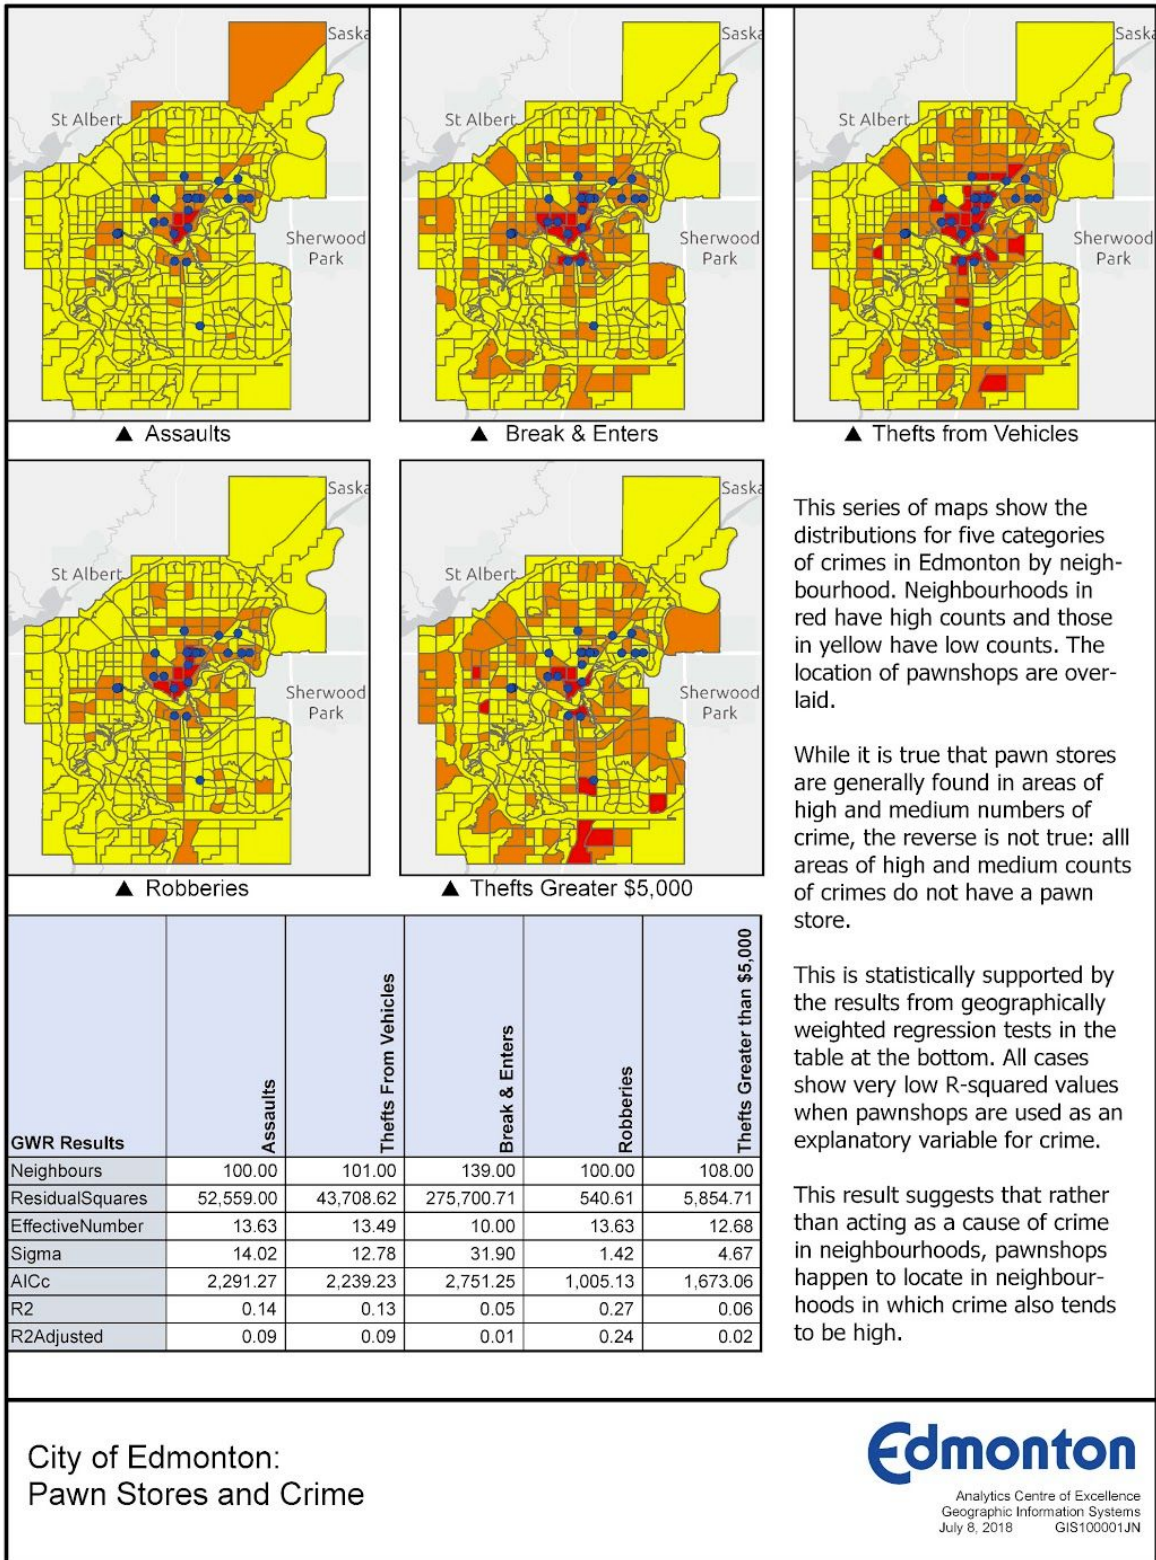 Saska
St Albert
Sherwood
Park
▲ Assaults
Saska
St Albert
Sherwood
Park
▲ Break & Enters
Saska
St Albert
Sherwood
Park
▲ Thefts from Vehicles
Saska
St Albert
Sherwood
Park
▲ Robberies
Saska
St Albert
Sherwood
Park
▲ Thefts Greater $5,000
This series of maps show the
distributions for five categories
of crimes in Edmonton by neigh-
bourhood. Neighbourhoods in
red have high counts and those
in yellow have low counts. The
location of pawnshops are over-
laid.
While it is true that pawn stores
are generally found in areas of
high and medium numbers of
crime, the reverse is not true: alll
areas of high and medium counts
of crimes do not have a pawn
store.
This is statistically supported by
the results from geographically
weighted regression tests in the
table at the bottom. All cases
show very low R-squared values
when pawnshops are used as an
explanatory variable for crime.
This result suggests that rather
than acting as a cause of crime
in neighbourhoods, pawnshops
happen to locate in neighbour-
hoods in which crime also tends
to be high.
GWR Results Assaults Thefts From Vehicles Break & Enters Robberies Thefts Greater than $5,000
Neighbours 100.00 101.00 139.00 100.00 108.00
ResidualSquares 52,559.00 43,708.62 275,700.71 540.61 5,854.71
EffectiveNumber 13.63 13.49 10.00 13.63 12.68
Sigma 14.02 12.78 31.90 1.42 4.67
AICc 2,291.27 2,239.23 2,751.25 1,005.13 1,673.06
R2 0.14 0.13 0.05 0.27 0.06
R2Adjusted 0.09 0.09 0.01 0.24 0.02
City of Edmonton:
Pawn Stores and Crime
Edmonton
Analytics Centre of Excellence
Geographic Information Systems
July 8, 2018 GIS100001JN